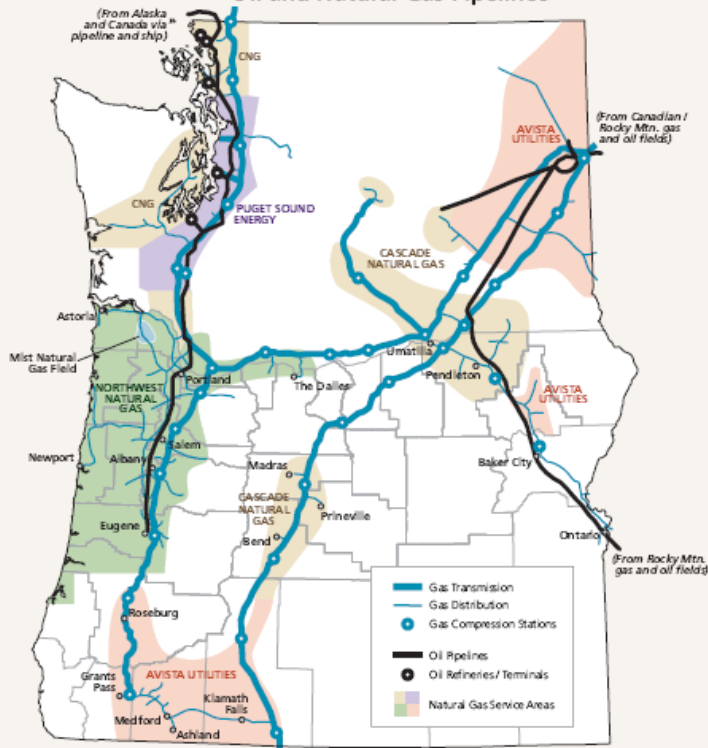 Oil and Natural Gas Pipelines
(From Alaska
and Canada via
pipeline and ship)
CNG
(From Canadian /
Rocky Mtn. gas
and oil fields)
AVISTA
UTILITIES
CNG
PUGET SOUND
ENERGY
CASCADE
NATURAL GAS
Astoria
Umatilla
Mist Natural
Gas Field
Portland
The Dalles
Pendleton
NORTHWEST
NATURAL
GAS
AVISTA
UTILITIES
Salem
Newport
Albany
Madras
Baker City
CASCADE
NATURAL
GAS
Prineville
Eugene
Bend
Ontario
(From Rocky Mtn.
gas and oil fields)
Gas Transmission
Gas Distribution
Gas Compression Stations
Oil Pipelines
Oil Refineries / Terminals
Natural Gas Service Areas
Roseburg
AVISTA UTILITIES
Grants
Pass
Klamath
Falls
Medford
Ashland